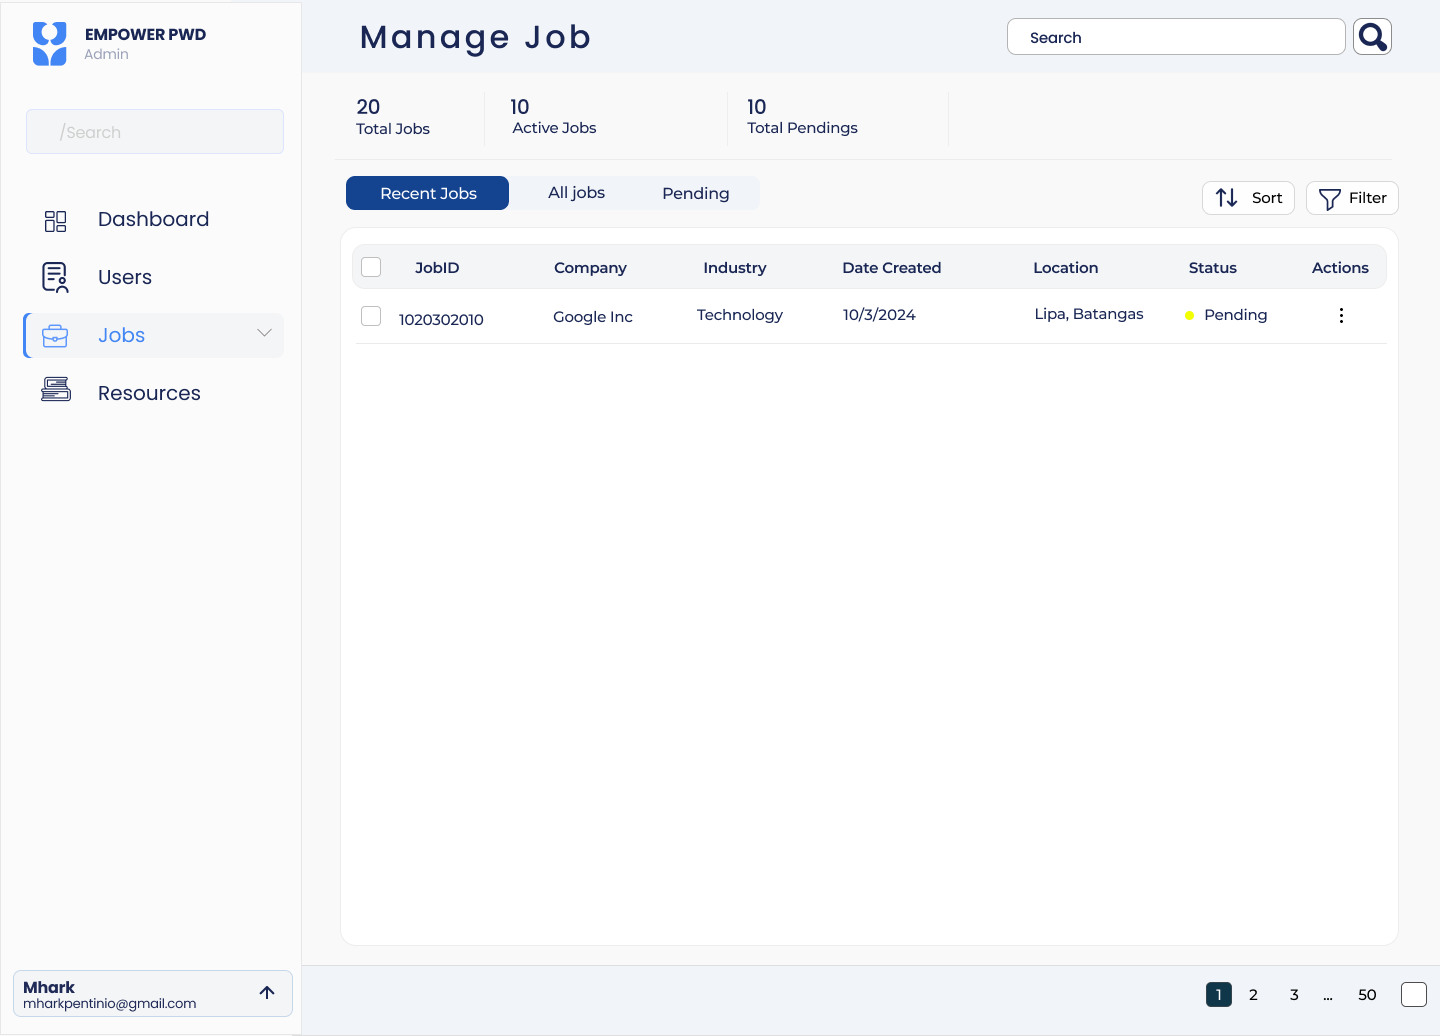 EMPOWER PWD
Admin
/Search
Dashboard
Users
Jobs
Resources
Mhark
mharkpentinio@gmail.com
Manage Job
Search
20
Total Jobs
10
Active Jobs
10
Total Pendings
Recent Jobs All jobs Pending
Sort Filter
JobID Company Industry Date Created Location Status Actions
1020302010 Google Inc Technology 10/3/2024 Lipa, Batangas Pending
1 2 3 ... 50